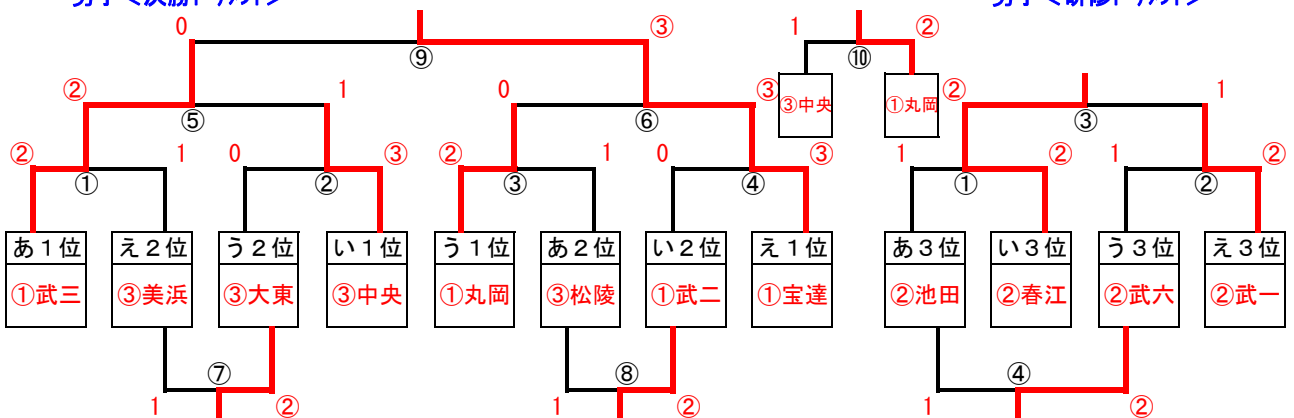 0 ③ 1 ②
⑨ ⑩
② 1 0 ③ ③中央 ①丸岡 ② 1
⑤ ⑥ ③
② 1 0 ③ ② 1 0 ③ 1 ② 1 ②
① ② ③ ④ ① ②
あ1位 え2位 う2位 い1位 う1位 あ2位 い2位 え1位 あ3位 い3位 う3位 え3位
①武三 ③美浜 ③大東 ③中央 ①丸岡 ③松陵 ①武二 ①宝達 ②池田 ②春江 ②武六 ②武一
⑦ ⑧ ④
1 ② 1 ② 1 ②